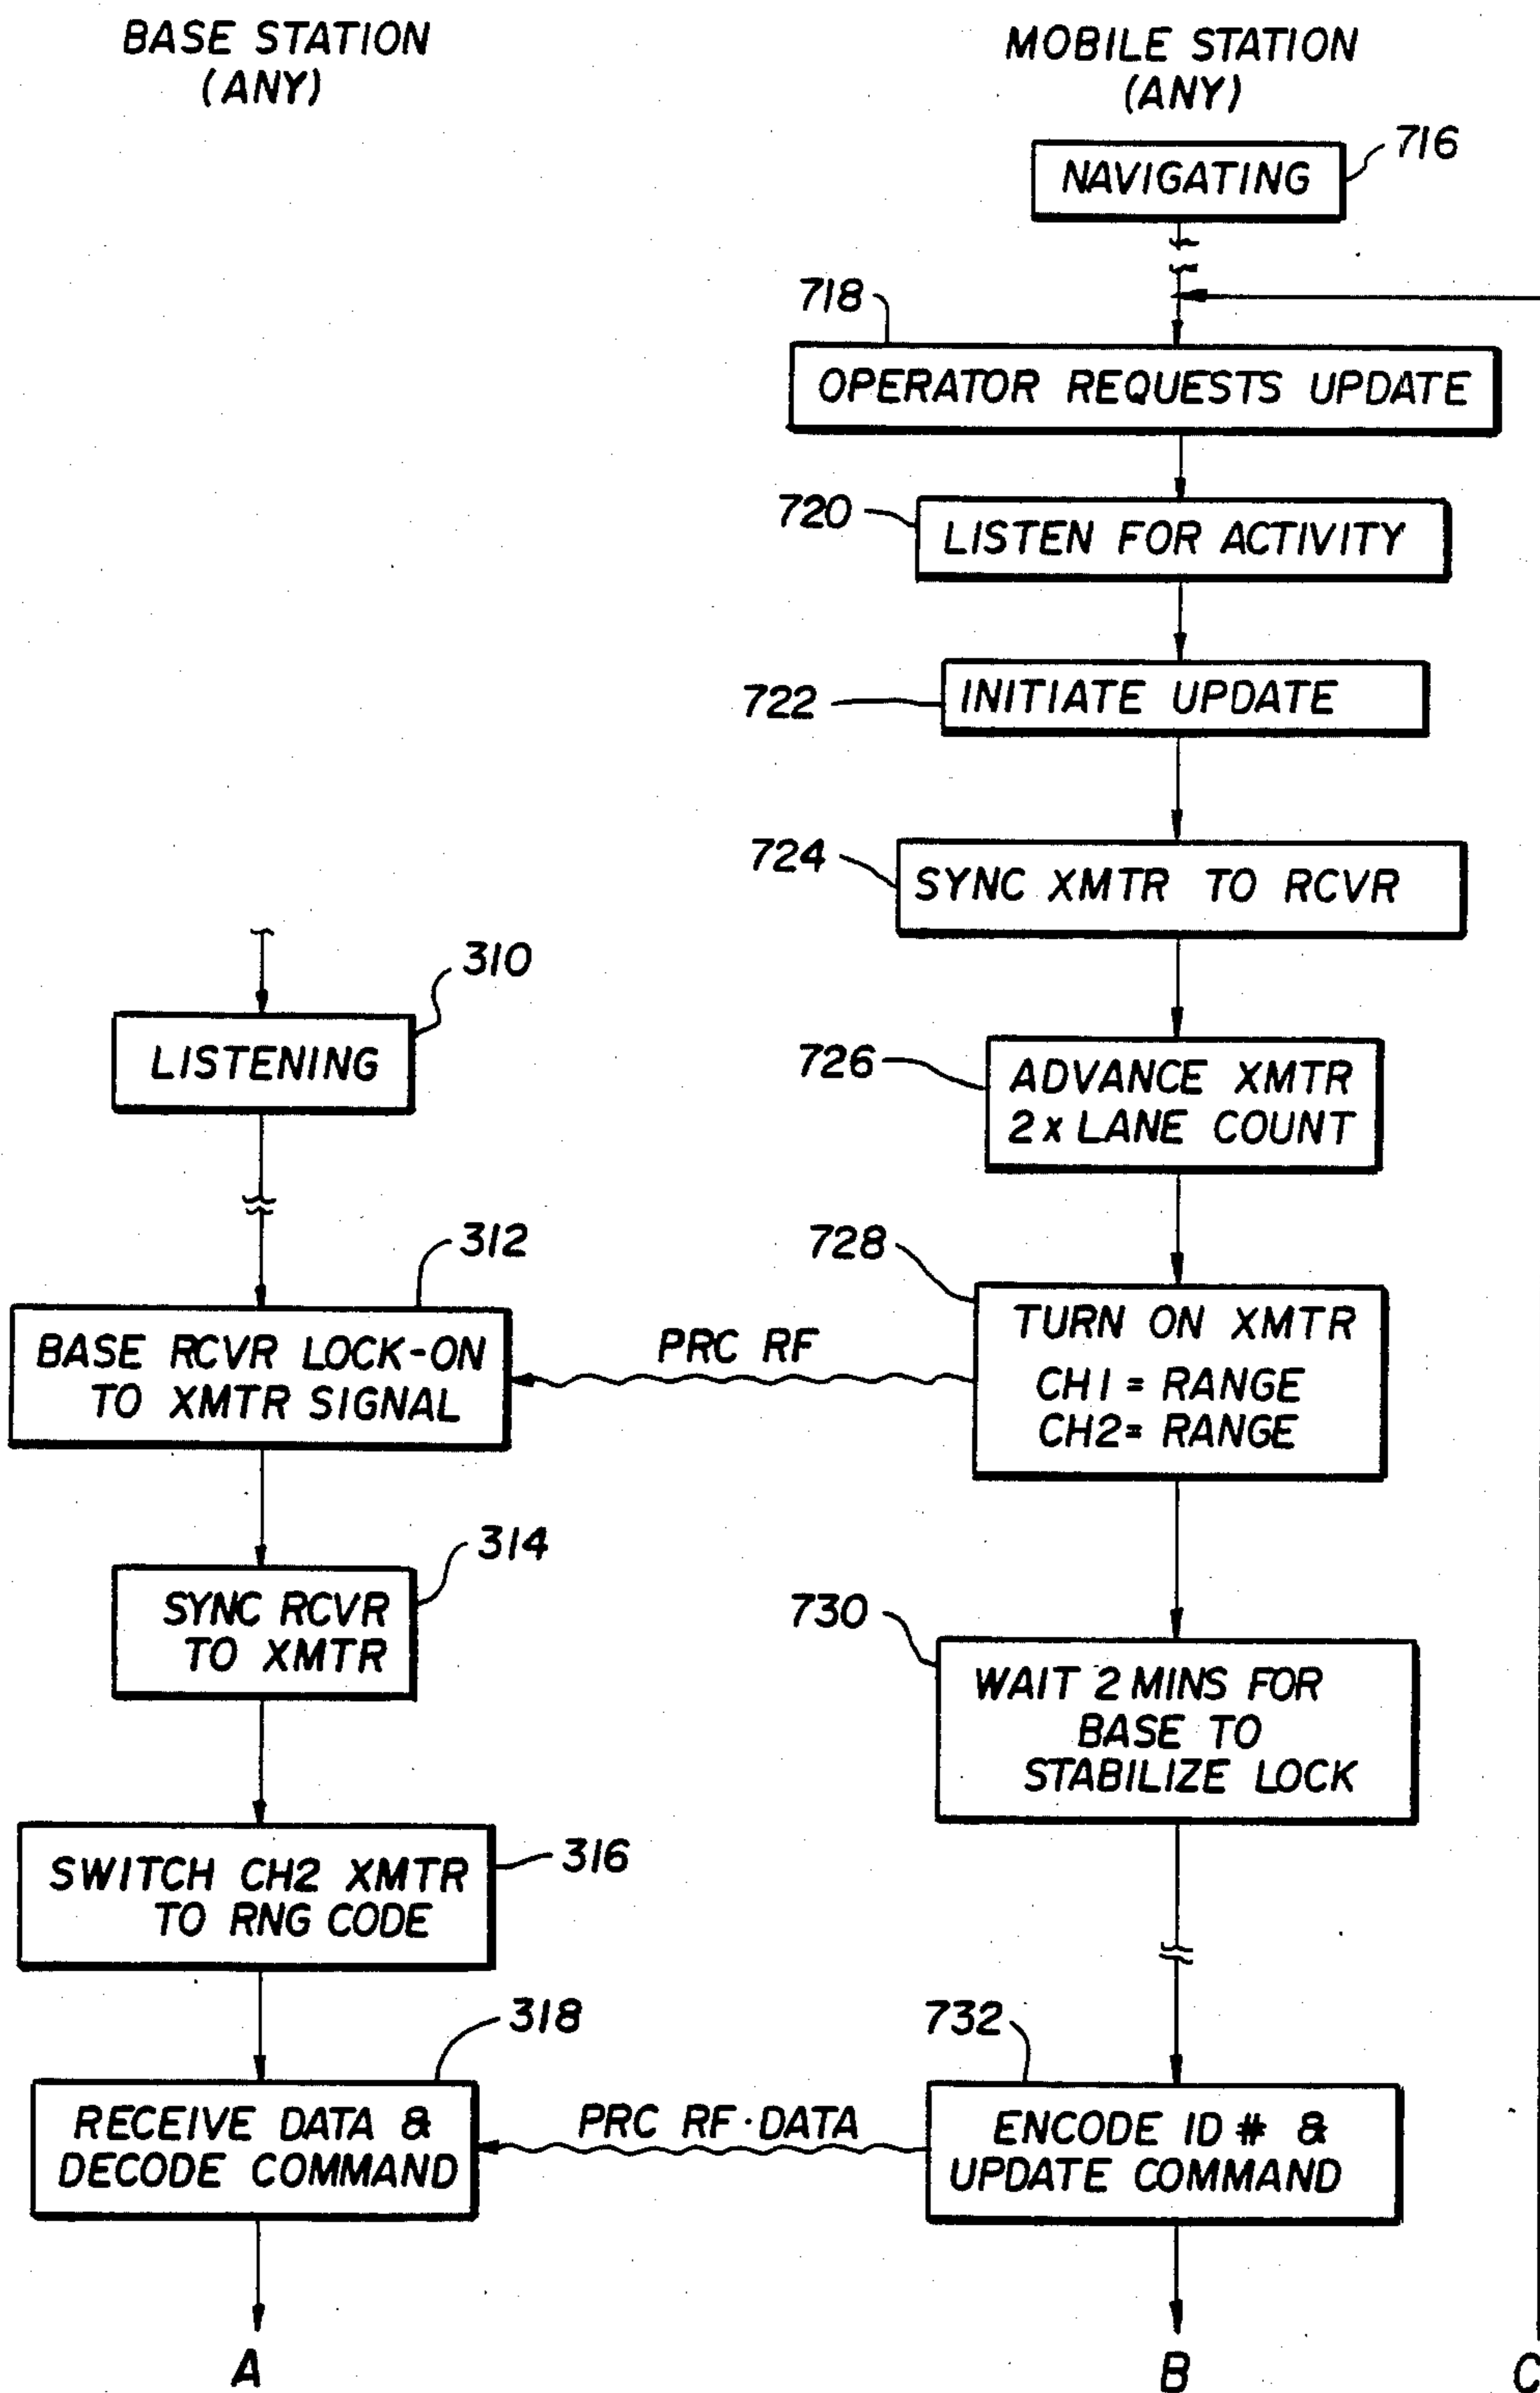 BASE STATION
(ANY)
MOBILE STATION
(ANY)
NAVIGATING
716
718
OPERATOR REQUESTS UPDATE
720
LISTEN FOR ACTIVITY
722
INITIATE UPDATE
724
SYNC XMTR TO RCVR
310
LISTENING
726
ADVANCE XMTR
2 x LANE COUNT
312
BASE RCVR LOCK-ON
TO XMTR SIGNAL
PRC RF
728
TURN ON XMTR
CH1 = RANGE
CH2 = RANGE
314
SYNC RCVR
TO XMTR
730
WAIT 2 MINS FOR
BASE TO
STABILIZE LOCK
316
SWITCH CH2 XMTR
TO RNG CODE
318
RECEIVE DATA &
DECODE COMMAND
PRC RF·DATA
732
ENCODE ID # &
UPDATE COMMAND
A
B
C